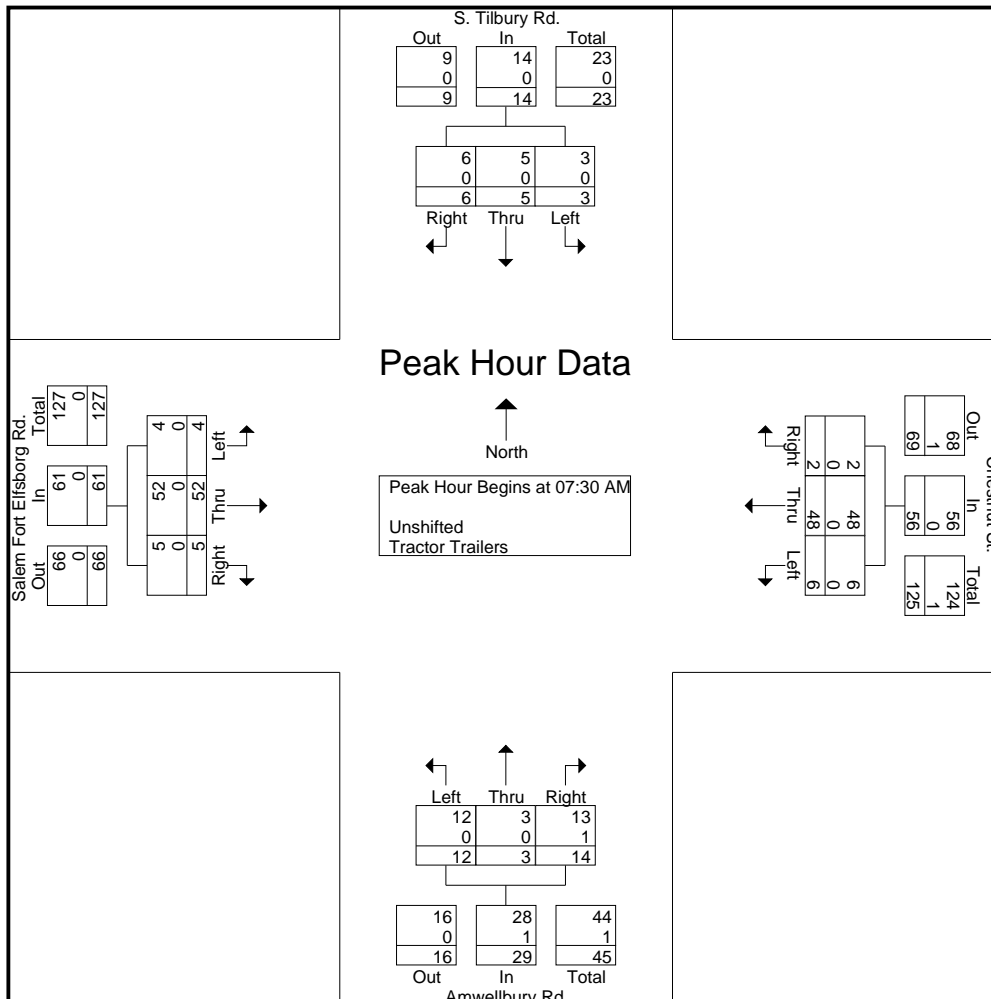 S. Tilbury Rd.
Out In Total
9 14 23
0 0 0
9 14 23
6 5 3
0 0 0
6 5 3
Right Thru Left
Peak Hour Data
North
Peak Hour Begins at 07:30 AM
Unshifted
Tractor Trailers
Salem Fort Elfsborg Rd.
Total In Out
127 61 66
0 0 0
127 61 66
Left Thru Right
4 52 5
0 0 0
4 52 5
Chestnut St.
Out In Total
68 56 124
1 0 1
69 56 125
Right Thru Left
2 48 6
0 0 0
2 48 6
Left Thru Right
12 3 13
0 0 1
12 3 14
16 28 44
0 1 1
16 29 45
Out In Total
Amwellbury Rd.